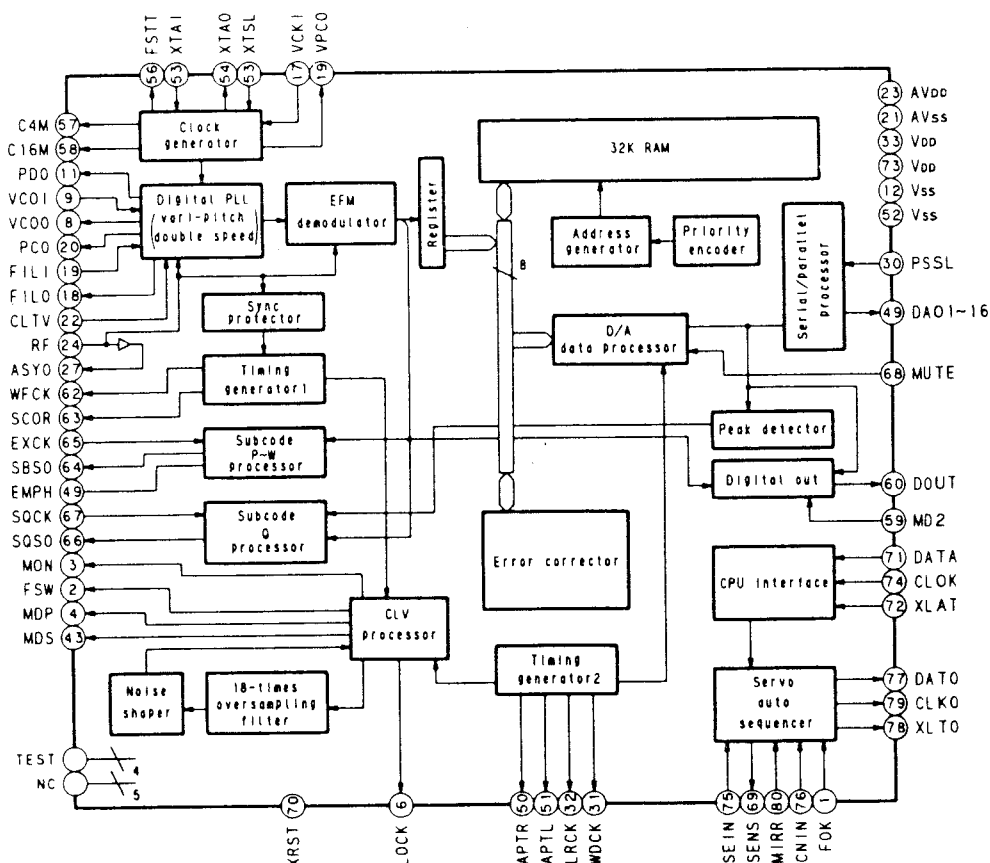 FSTT
XTAI
XTAO
XTSL
VCKI
VPCO
56
53
54
53
17
19
C4M 57
C16M 58
PDO 11
VCOI 9
VCOO 8
PCO 20
FILI 19
FILO 18
CLTV 22
RF 24
ASYO 27
WFCK 62
SCOR 63
EXCK 65
SBSO 64
EMPH 49
SQCK 67
SQSO 66
MON 3
FSW 2
MDP 4
MDS 43
TEST
4
NC
5
Clock
generator
Digital PLL
(vari-pitch
double speed)
EFM
demodulator
Register
Sync
protector
Timing
generator1
Subcode
P~W
processor
Subcode
Q
processor
CLV
processor
Noise
shaper
18-times
oversampling
filter
32K RAM
Address
generator
Priority
encoder
8
D/A
data processor
Serial/parallel
processor
Peak detector
Digital out
Error corrector
CPU interface
Timing
generator2
Servo
auto
sequencer
23 AVDD
21 AVSS
33 VDD
73 VDD
12 VSS
52 VSS
30 PSSL
49 DA01~16
68 MUTE
60 DOUT
59 MD2
71 DATA
74 CLOK
72 XLAT
77 DATO
79 CLKO
78 XLTO
70
6
50
51
32
31
75
69
80
76
1
XRST
LOCK
APTR
APTL
LRCK
WDCK
SEIN
SENS
MIRR
CNIN
FOK